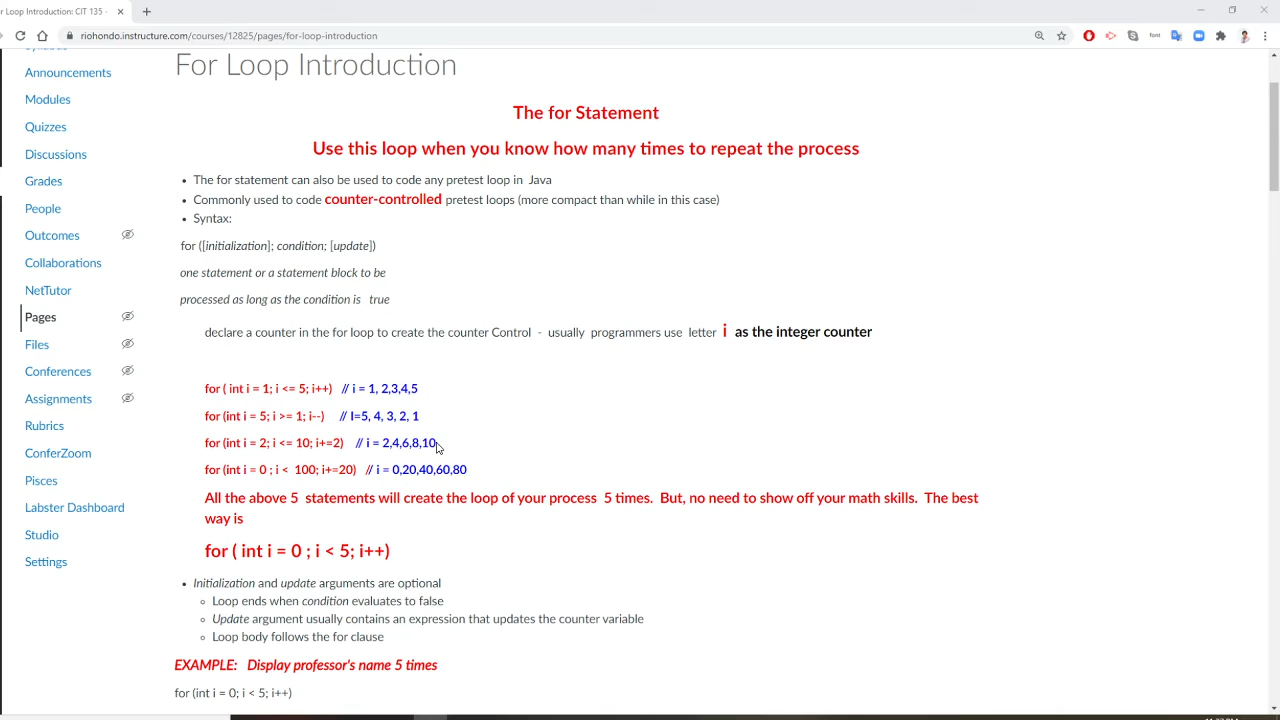 r Loop Introduction: CIT 135 -
riohondo.instructure.com/courses/12825/pages/for-loop-introduction
Announcements
Modules
Quizzes
Discussions
Grades
People
Outcomes
Collaborations
NetTutor
Pages
Files
Conferences
Assignments
Rubrics
ConferZoom
Pisces
Labster Dashboard
Studio
Settings
For Loop Introduction
The for Statement
Use this loop when you know how many times to repeat the process
• The for statement can also be used to code any pretest loop in Java
• Commonly used to code counter-controlled pretest loops (more compact than while in this case)
• Syntax:
for ([initialization]; condition; [update])
one statement or a statement block to be
processed as long as the condition is true
declare a counter in the for loop to create the counter Control - usually programmers use letter i as the integer counter
for ( int i = 1; i <= 5; i++) // i = 1, 2,3,4,5
for (int i = 5; i >= 1; i--) // I=5, 4, 3, 2, 1
for (int i = 2; i <= 10; i+=2) // i = 2,4,6,8,10
for (int i = 0 ; i < 100; i+=20) // i = 0,20,40,60,80
All the above 5 statements will create the loop of your process 5 times. But, no need to show off your math skills. The best
way is
for ( int i = 0 ; i < 5; i++)
• Initialization and update arguments are optional
◦ Loop ends when condition evaluates to false
◦ Update argument usually contains an expression that updates the counter variable
◦ Loop body follows the for clause
EXAMPLE: Display professor's name 5 times
for (int i = 0; i < 5; i++)